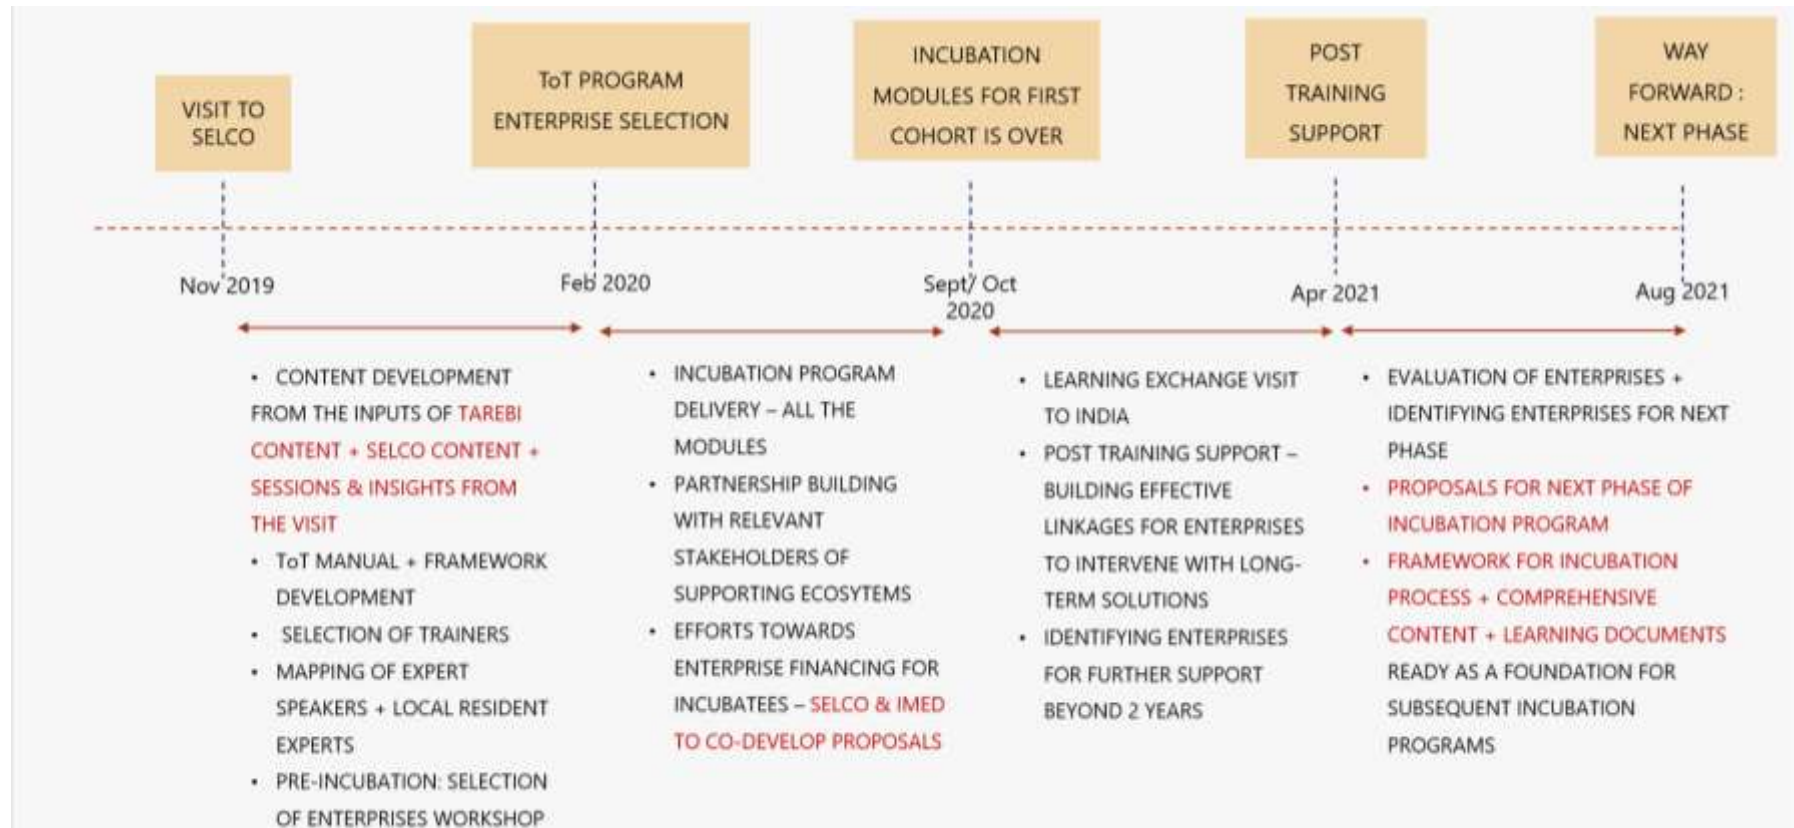 VISIT TO
SELCO
ToT PROGRAM
ENTERPRISE SELECTION
INCUBATION
MODULES FOR FIRST
COHORT IS OVER
POST
TRAINING
SUPPORT
WAY
FORWARD :
NEXT PHASE
Nov 2019
Feb 2020
Sept/ Oct
2020
Apr 2021
Aug 2021
• CONTENT DEVELOPMENT
FROM THE INPUTS OF TAREBI
CONTENT + SELCO CONTENT +
SESSIONS & INSIGHTS FROM
THE VISIT
• ToT MANUAL + FRAMEWORK
DEVELOPMENT
• SELECTION OF TRAINERS
• MAPPING OF EXPERT
SPEAKERS + LOCAL RESIDENT
EXPERTS
• PRE-INCUBATION: SELECTION
OF ENTERPRISES WORKSHOP
• INCUBATION PROGRAM
DELIVERY – ALL THE
MODULES
• PARTNERSHIP BUILDING
WITH RELEVANT
STAKEHOLDERS OF
SUPPORTING ECOSYTEMS
• EFFORTS TOWARDS
ENTERPRISE FINANCING FOR
INCUBATEES – SELCO & IMED
TO CO-DEVELOP PROPOSALS
• LEARNING EXCHANGE VISIT
TO INDIA
• POST TRAINING SUPPORT –
BUILDING EFFECTIVE
LINKAGES FOR ENTERPRISES
TO INTERVENE WITH LONG-
TERM SOLUTIONS
• IDENTIFYING ENTERPRISES
FOR FURTHER SUPPORT
BEYOND 2 YEARS
• EVALUATION OF ENTERPRISES +
IDENTIFYING ENTERPRISES FOR NEXT
PHASE
• PROPOSALS FOR NEXT PHASE OF
INCUBATION PROGRAM
• FRAMEWORK FOR INCUBATION
PROCESS + COMPREHENSIVE
CONTENT + LEARNING DOCUMENTS
READY AS A FOUNDATION FOR
SUBSEQUENT INCUBATION
PROGRAMS